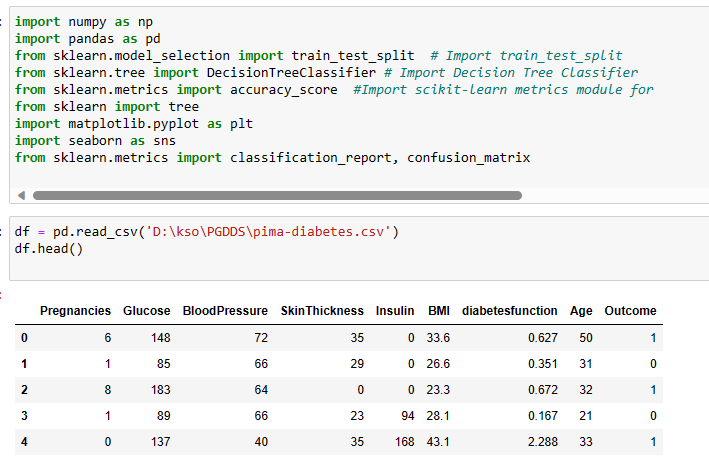 import numpy as np
import pandas as pd
from sklearn.model_selection import train_test_split  # Import train_test_split
from sklearn.tree import DecisionTreeClassifier # Import Decision Tree Classifier
from sklearn.metrics import accuracy_score  #Import scikit-learn metrics module for
from sklearn import tree
import matplotlib.pyplot as plt
import seaborn as sns
from sklearn.metrics import classification_report, confusion_matrix
df = pd.read_csv('D:\kso\PGDDS\pima-diabetes.csv')
df.head()
Pregnancies Glucose BloodPressure SkinThickness Insulin BMI diabetesfunction Age Outcome
0 6 148 72 35 0 33.6 0.627 50 1
1 1 85 66 29 0 26.6 0.351 31 0
2 8 183 64 0 0 23.3 0.672 32 1
3 1 89 66 23 94 28.1 0.167 21 0
4 0 137 40 35 168 43.1 2.288 33 1